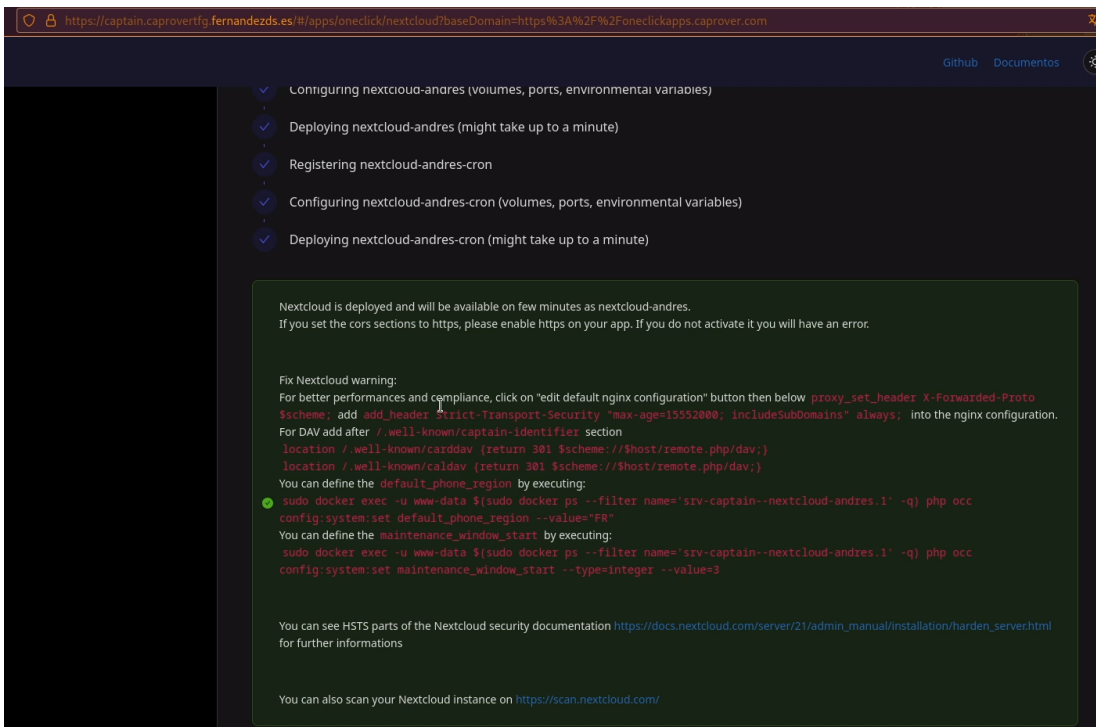 https://captain.caprovertfg.fernandezds.es/#/apps/oneclick/nextcloud?baseDomain=https%3A%2F%2Foneclickapps.caprover.com
Github Documentos
Configuring nextcloud-andres (volumes, ports, environmental variables)
Deploying nextcloud-andres (might take up to a minute)
Registering nextcloud-andres-cron
Configuring nextcloud-andres-cron (volumes, ports, environmental variables)
Deploying nextcloud-andres-cron (might take up to a minute)
Nextcloud is deployed and will be available on few minutes as nextcloud-andres.
If you set the cors sections to https, please enable https on your app. If you do not activate it you will have an error.
Fix Nextcloud warning:
For better performances and compliance, click on "edit default nginx configuration" button then below proxy_set_header X-Forwarded-Proto
$scheme; add add_header Strict-Transport-Security "max-age=15552000; includeSubDomains" always; into the nginx configuration.
For DAV add after /.well-known/captain-identifier section
location /.well-known/carddav {return 301 $scheme://$host/remote.php/dav;}
location /.well-known/caldav {return 301 $scheme://$host/remote.php/dav;}
You can define the default_phone_region by executing:
sudo docker exec -u www-data $(sudo docker ps --filter name='srv-captain--nextcloud-andres.1' -q) php occ
config:system:set default_phone_region --value="FR"
You can define the maintenance_window_start by executing:
sudo docker exec -u www-data $(sudo docker ps --filter name='srv-captain--nextcloud-andres.1' -q) php occ
config:system:set maintenance_window_start --type=integer --value=3
You can see HSTS parts of the Nextcloud security documentation https://docs.nextcloud.com/server/21/admin_manual/installation/harden_server.html
for further informations
You can also scan your Nextcloud instance on https://scan.nextcloud.com/